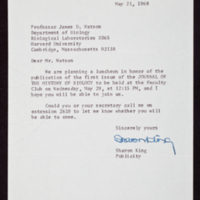 May 21, 1968
Professor James D. Watson
Department of Biology
Biological Laboratories 206A
Harvard University
Cambridge, Massachusetts 02138
Dear Mr. Watson
We are planning a luncheon in honor of the
publication of the first issue of the JOURNAL OF
THE HISTORY OF BIOLOGY to be held at the Faculty
Club on Wednesday, May 29, at 12:15 PM, and I
hope you will be able to join us.
Could you or your secretary call me on
extension 2610 to let me know whether you will
be able to come.
Sincerely yours
Sharon King
Sharon King
Publicity